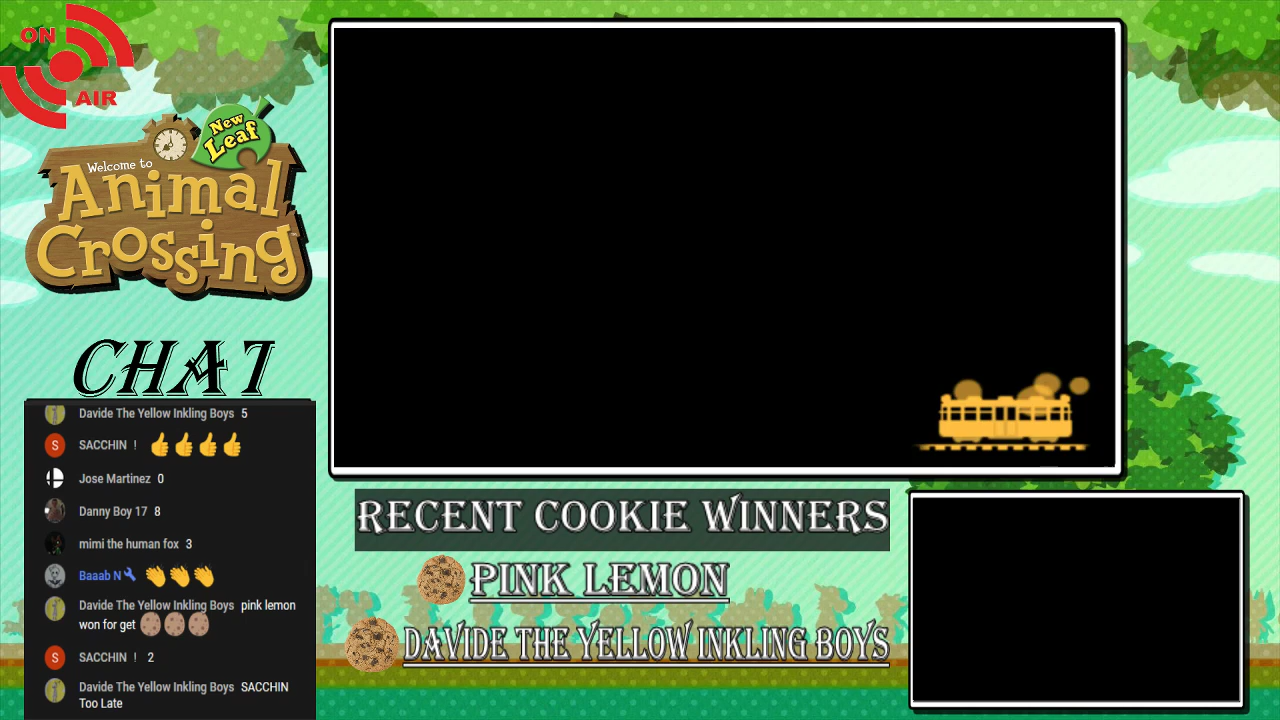 ON
AIR
Welcome to
New
Leaf
Animal
Crossing
CHAT
Davide The Yellow Inkling Boys 5
SACCHIN ! 👍👍👍👍
Jose Martinez 0
Danny Boy 17 8
mimi the human fox 3
Baaab N 👏👏👏
Davide The Yellow Inkling Boys pink lemon
won for get 🍪🍪🍪
SACCHIN ! 2
Davide The Yellow Inkling Boys SACCHIN
Too Late
RECENT COOKIE WINNERS
PINK LEMON
DAVIDE THE YELLOW INKLING BOYS